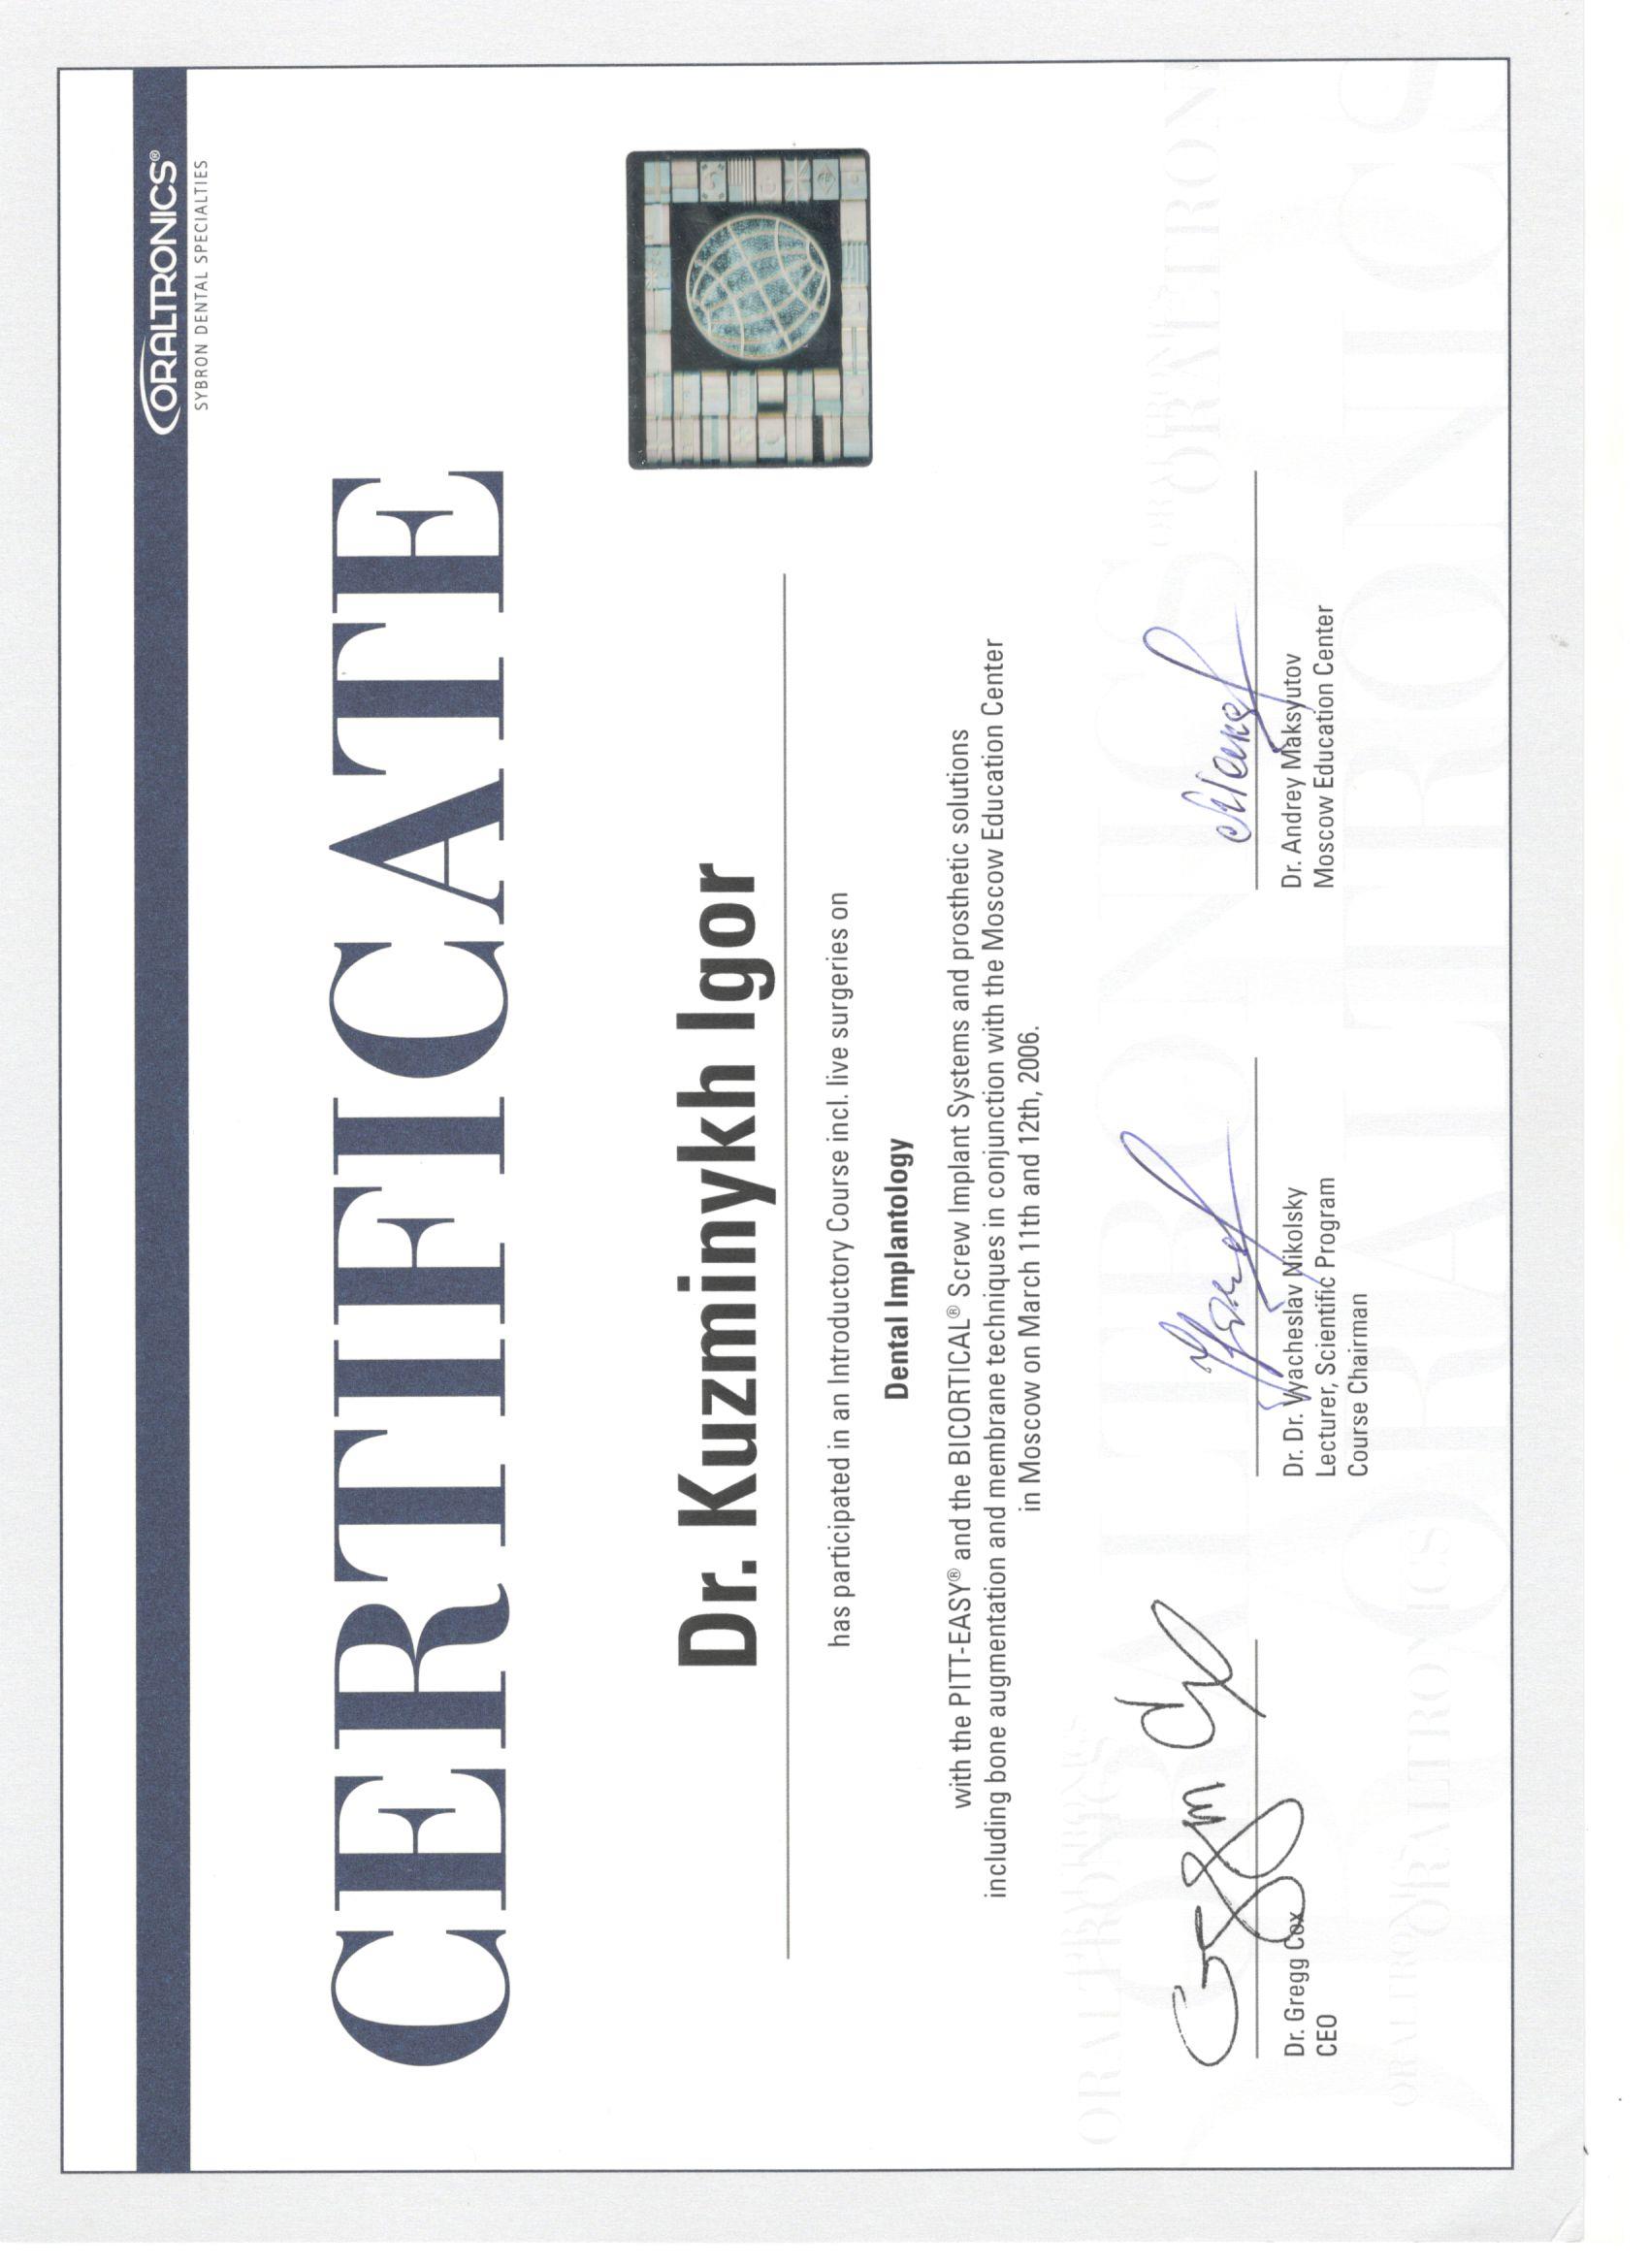 ORALTRONICS®
SYBRON DENTAL SPECIALTIES
CERTIFICATE
Dr. Kuzminykh Igor
has participated in an Introductory Course incl. live surgeries on
Dental Implantology
with the PITT-EASY® and the BICORTICAL® Screw Implant Systems and prosthetic solutions
including bone augmentation and membrane techniques in conjunction with the Moscow Education Center
in Moscow on March 11th and 12th, 2006.
Dr. Gregg Cox
CEO
Dr. Dr. Vyacheslav Nikolsky
Lecturer, Scientific Program
Course Chairman
Dr. Andrey Maksyutov
Moscow Education Center